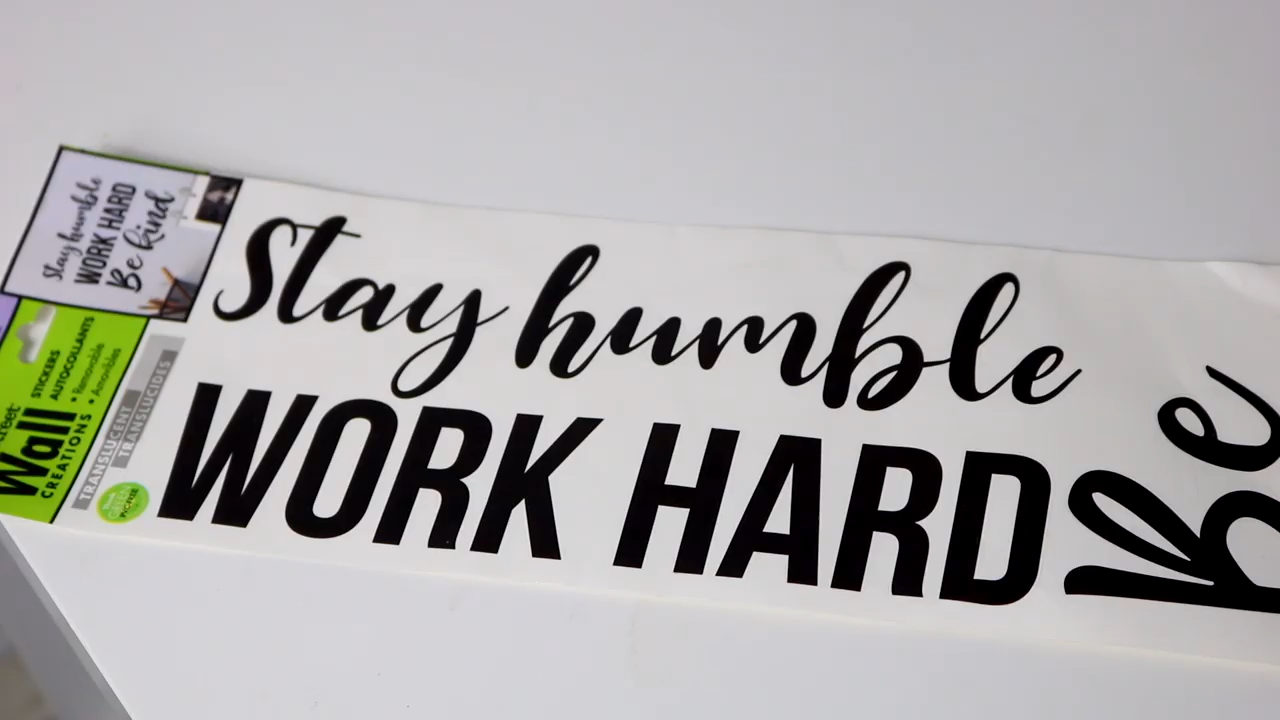 Stay humble
WORK HARD
Be
Stay humble
WORK HARD
Be kind
Wall
CREATIONS
STICKERS
AUTOCOLLANTS
• Removable
• Amovibles
TRANSLUCENT
TRANSLUCIDES